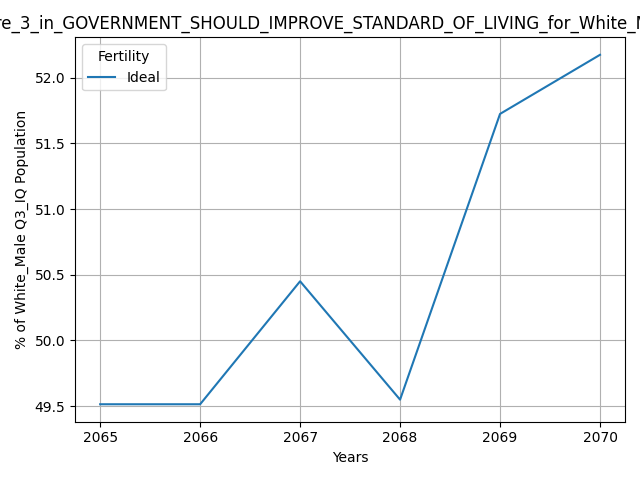 re_3_in_GOVERNMENT_SHOULD_IMPROVE_STANDARD_OF_LIVING_for_White_M
Fertility
Ideal
% of White_Male Q3_IQ Population
52.0
51.5
51.0
50.5
50.0
49.5
2065 2066 2067 2068 2069 2070
Years